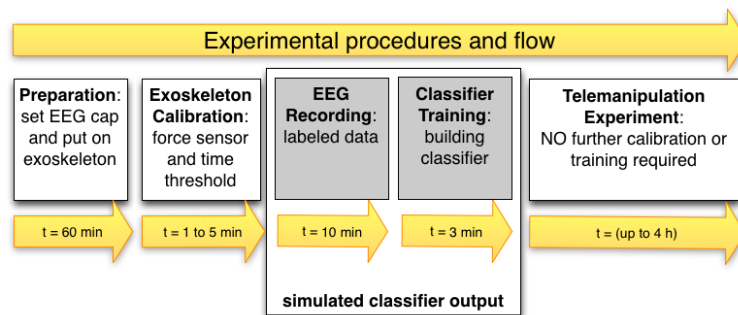 Experimental procedures and flow
Preparation:
set EEG cap
and put on
exoskeleton
Exoskeleton
Calibration:
force sensor
and time
threshold
EEG
Recording:
labeled data
Classifier
Training:
building
classifier
Telemanipulation
Experiment:
NO further calibration or
training required
t = 60 min
t = 1 to 5 min
t = 10 min
t = 3 min
t = (up to 4 h)
simulated classifier output